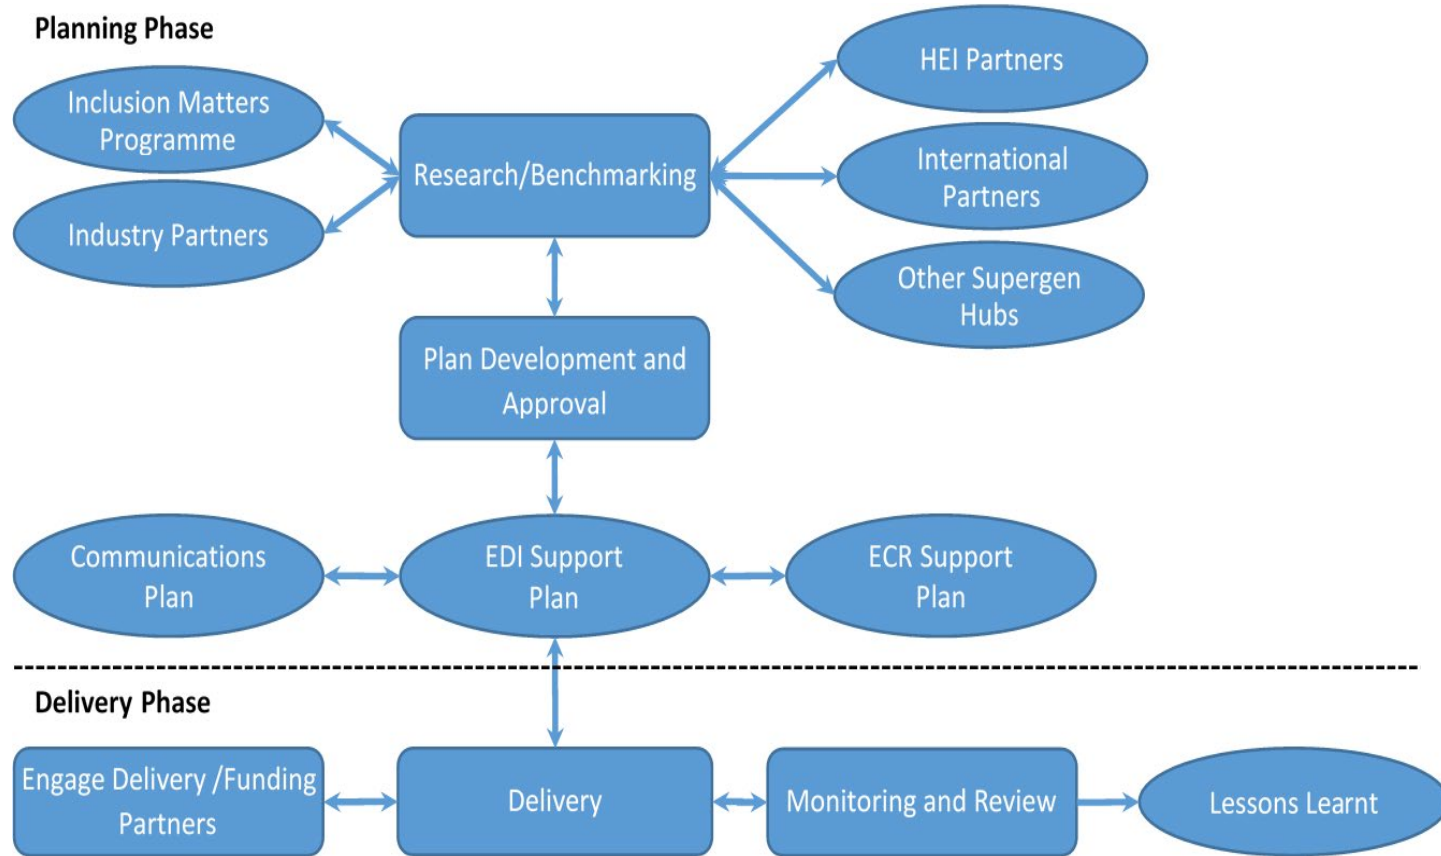 Planning Phase
Inclusion Matters
Programme
Industry Partners
Research/Benchmarking
HEI Partners
International
Partners
Other Supergen
Hubs
Plan Development and
Approval
Communications
Plan
EDI Support
Plan
ECR Support
Plan
Delivery Phase
Engage Delivery /Funding
Partners
Delivery
Monitoring and Review
Lessons Learnt